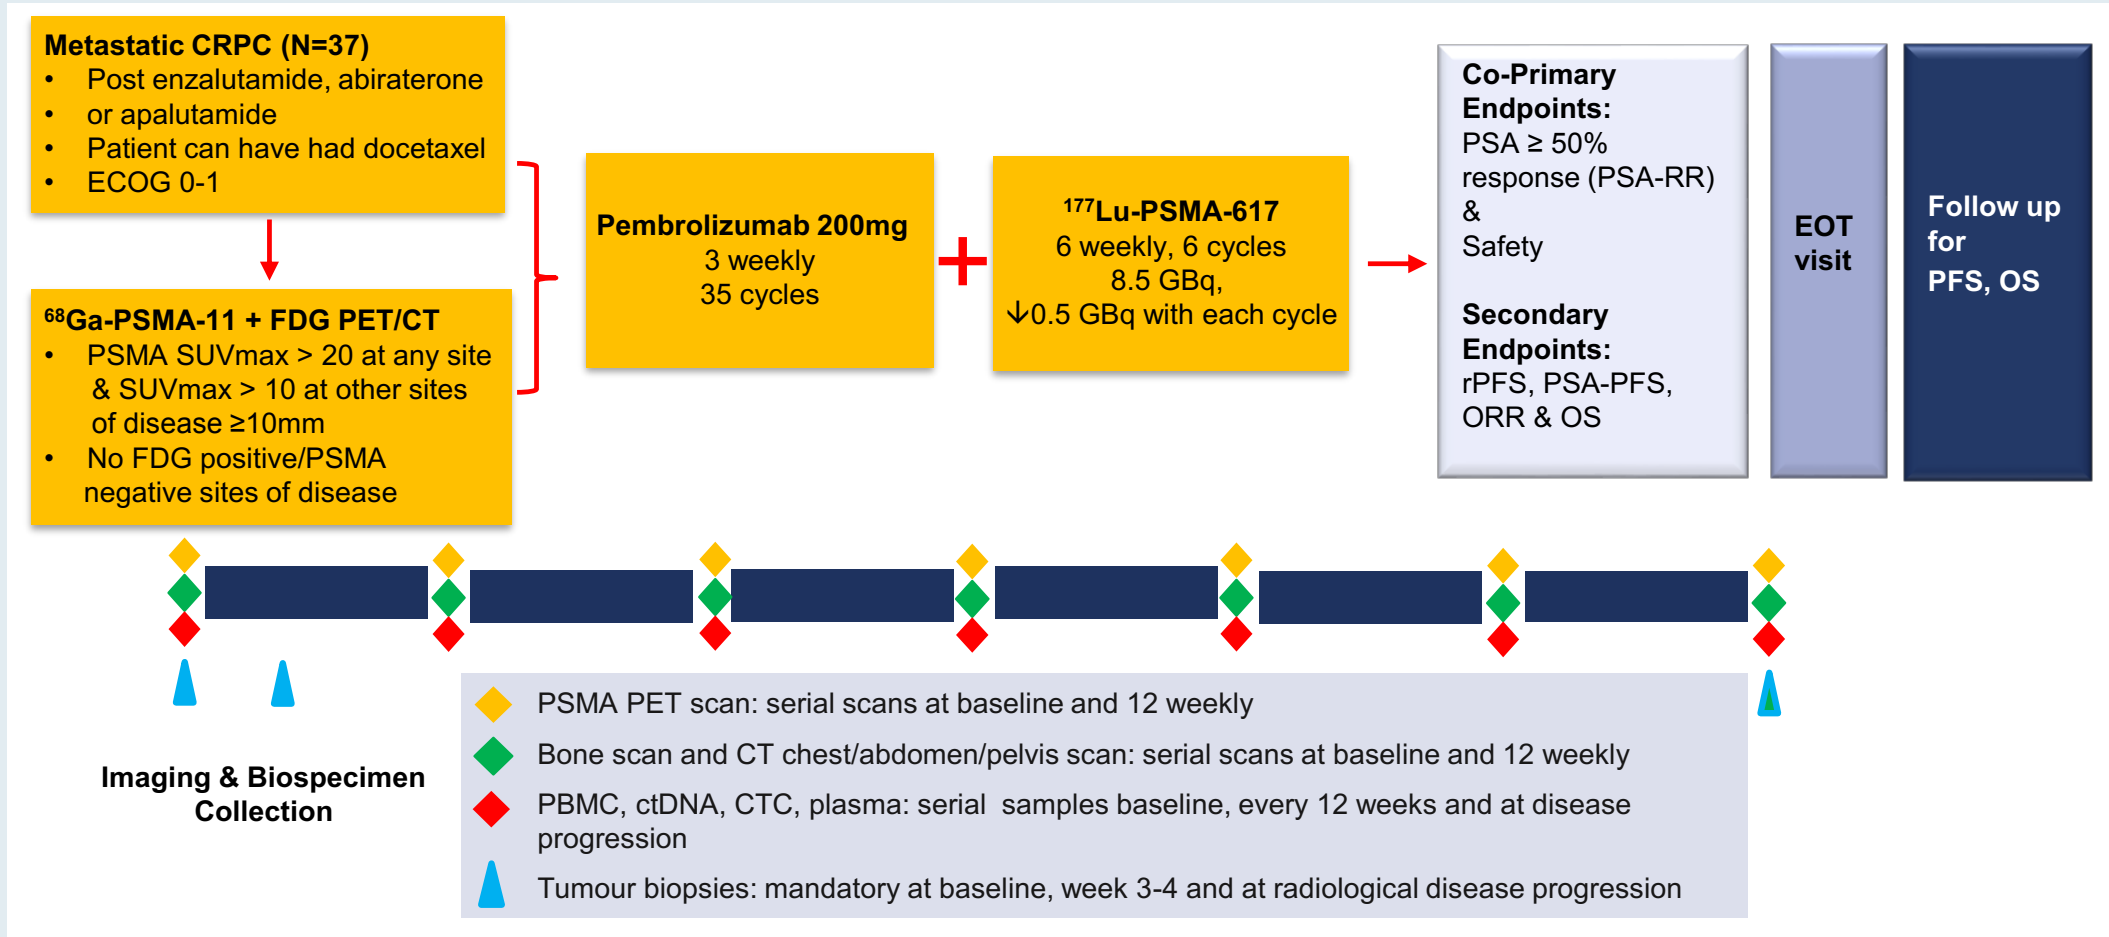 Metastatic CRPC (N=37)
• Post enzalutamide, abiraterone
• or apalutamide
• Patient can have had docetaxel
• ECOG 0-1
⁶⁸Ga-PSMA-11 + FDG PET/CT
• PSMA SUVmax > 20 at any site
& SUVmax > 10 at other sites
of disease ≥10mm
• No FDG positive/PSMA
negative sites of disease
Pembrolizumab 200mg
3 weekly
35 cycles
+
¹⁷⁷Lu-PSMA-617
6 weekly, 6 cycles
8.5 GBq,
↓0.5 GBq with each cycle
Co-Primary
Endpoints:
PSA ≥ 50%
response (PSA-RR)
&
Safety
Secondary
Endpoints:
rPFS, PSA-PFS,
ORR & OS
EOT
visit
Follow up
for
PFS, OS
Imaging & Biospecimen
Collection
PSMA PET scan: serial scans at baseline and 12 weekly
Bone scan and CT chest/abdomen/pelvis scan: serial scans at baseline and 12 weekly
PBMC, ctDNA, CTC, plasma: serial samples baseline, every 12 weeks and at disease
progression
Tumour biopsies: mandatory at baseline, week 3-4 and at radiological disease progression